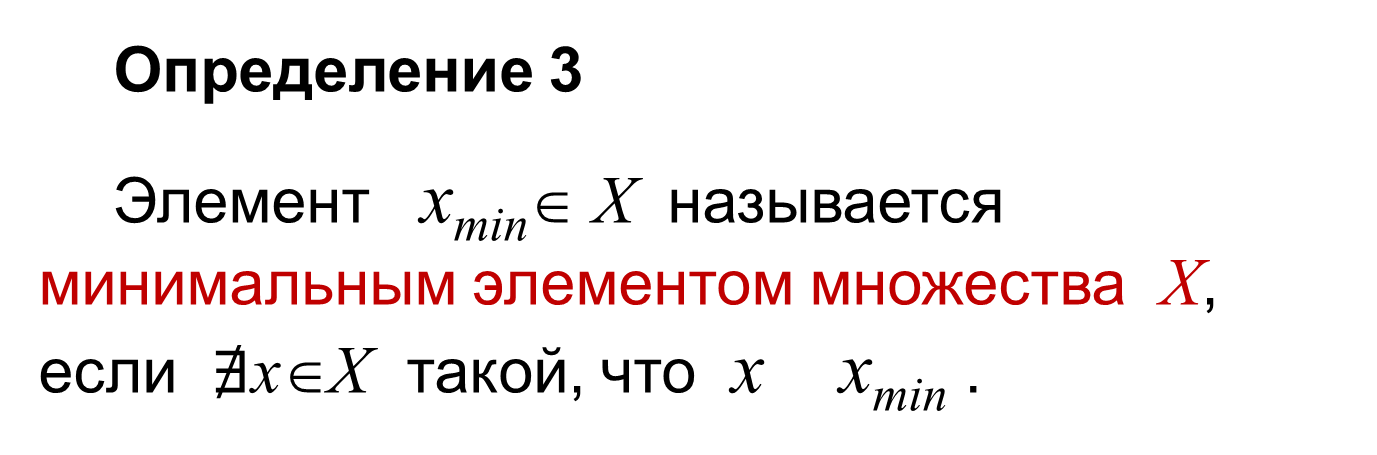 Определение 3
Элемент x_min ∈ X называется
минимальным элементом множества X,
если ∄x∈X такой, что x x_min .